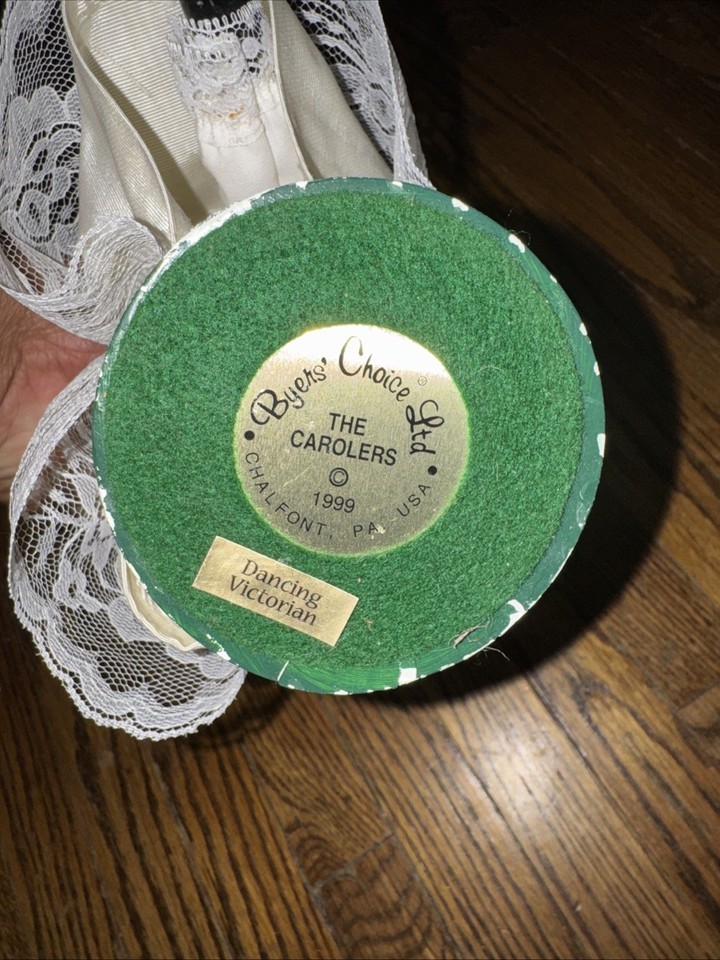 Byers' Choice Ltd ®
THE
CAROLERS
©
1999
• CHALFONT, PA. USA •
Dancing
Victorian